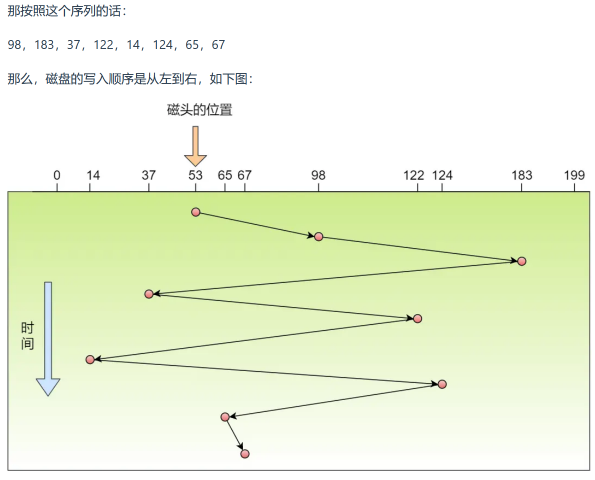 那按照这个序列的话：
98，183，37，122，14，124，65，67
那么，磁盘的写入顺序是从左到右，如下图：
磁头的位置
0 14 37 53 65 67 98 122 124 183 199
时
间